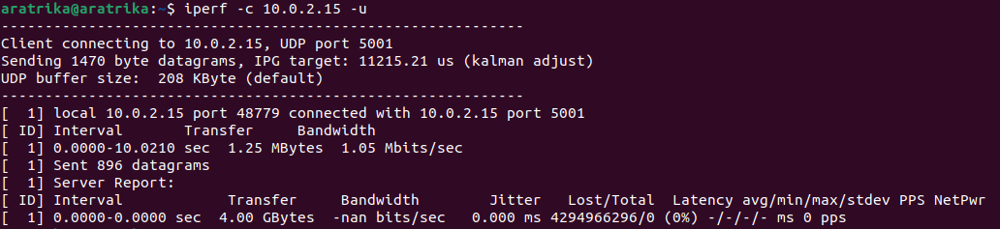 aratrika@aratrika:~$ iperf -c 10.0.2.15 -u
------------------------------------------------------------
Client connecting to 10.0.2.15, UDP port 5001
Sending 1470 byte datagrams, IPG target: 11215.21 us (kalman adjust)
UDP buffer size:  208 KByte (default)
------------------------------------------------------------
[  1] local 10.0.2.15 port 48779 connected with 10.0.2.15 port 5001
[ ID] Interval       Transfer     Bandwidth
[  1] 0.0000-10.0210 sec  1.25 MBytes  1.05 Mbits/sec
[  1] Sent 896 datagrams
[  1] Server Report:
[ ID] Interval            Transfer     Bandwidth        Jitter   Lost/Total  Latency avg/min/max/stdev PPS NetPwr
[  1] 0.0000-0.0000 sec  4.00 GBytes  -nan bits/sec   0.000 ms 4294966296/0 (0%) -/-/-/- ms 0 pps